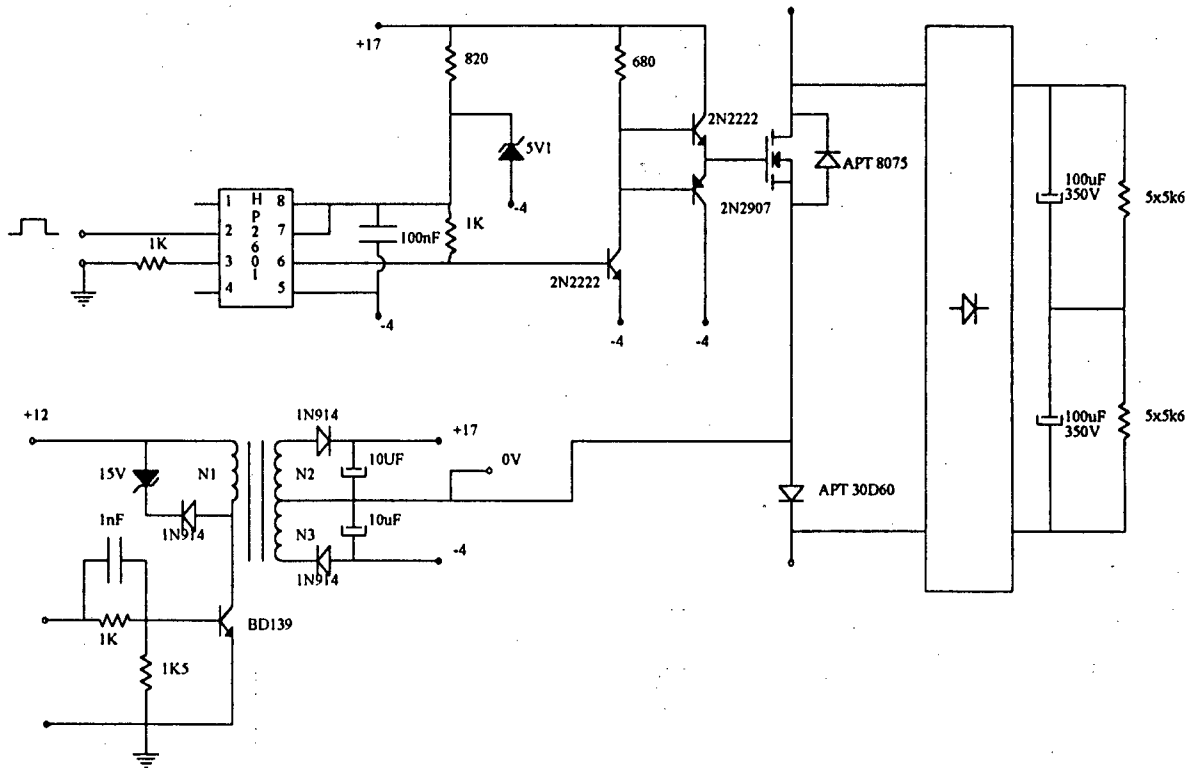 +17
820
680
2N2222
5V1
APT 8075
-4
2N2907
1 H 8
2 P 7
3 2 6
4 6 5
0
1
1K
100nF
1K
2N2222
-4
-4
-4
100uF
350V
5x5k6
100uF
350V
5x5k6
+12
1N914
+17
15V
N1
N2
10UF
0V
1nF
1N914
N3
10uF
-4
1N914
APT 30D60
1K
BD139
1K5